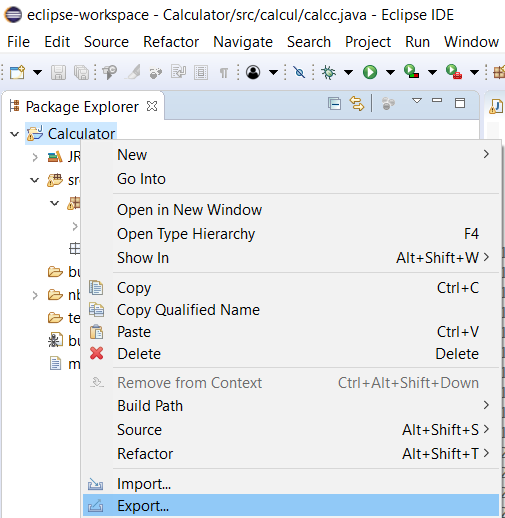 eclipse-workspace - Calculator/src/calcul/calcc.java - Eclipse IDE
File Edit Source Refactor Navigate Search Project Run Window
Package Explorer
Calculator
JR
New
Go Into
sr
Open in New Window
Open Type Hierarchy F4
Show In Alt+Shift+W
bu
Copy Ctrl+C
nb
Copy Qualified Name
te
Paste Ctrl+V
bu
Delete Delete
m
Remove from Context Ctrl+Alt+Shift+Down
Build Path
Source Alt+Shift+S
Refactor Alt+Shift+T
Import...
Export...